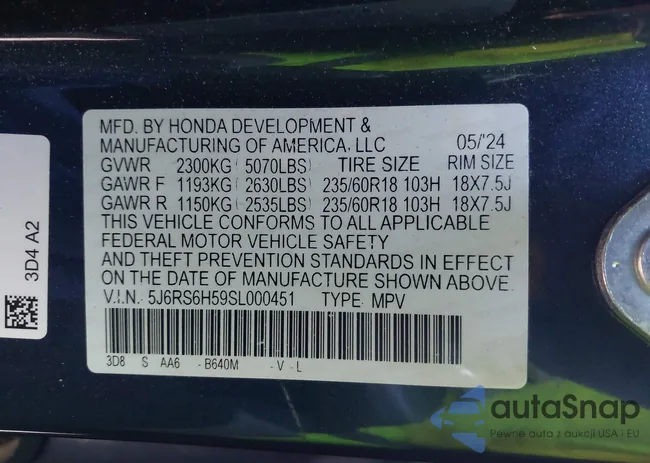 MFD. BY HONDA DEVELOPMENT &
MANUFACTURING OF AMERICA, LLC 05/'24
GVWR 2300KG (5070LBS) TIRE SIZE RIM SIZE
GAWR F 1193KG (2630LBS) 235/60R18 103H 18X7.5J
GAWR R 1150KG (2535LBS) 235/60R18 103H 18X7.5J
THIS VEHICLE CONFORMS TO ALL APPLICABLE
FEDERAL MOTOR VEHICLE SAFETY
AND THEFT PREVENTION STANDARDS IN EFFECT
ON THE DATE OF MANUFACTURE SHOWN ABOVE.
V.I.N. 5J6RS6H59SL000451 TYPE: MPV
3D8 S AA6 -B640M -V -L
3D4 A2
autaSnap
Pewne auto z aukcji USA i EU